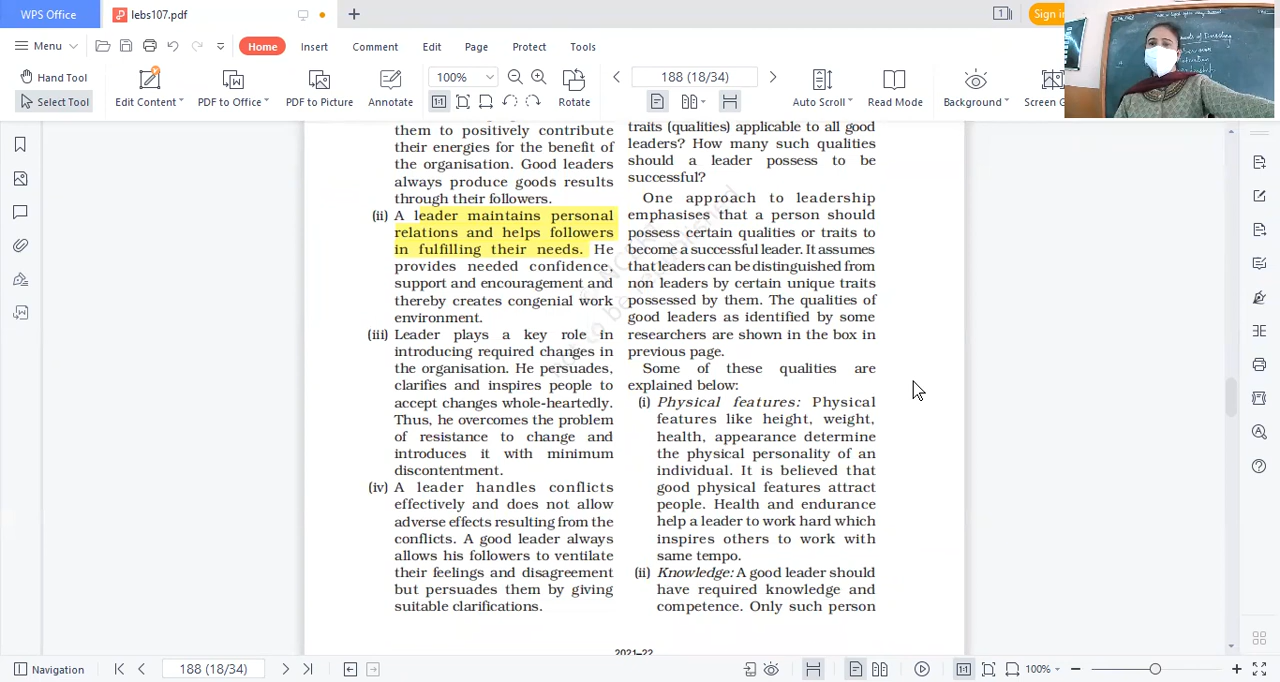 WPS Office
lebs107.pdf
1
Sign in
Menu
Home
Insert
Comment
Edit
Page
Protect
Tools
Hand Tool
Select Tool
Edit Content
PDF to Office
PDF to Picture
Annotate
100%
188 (18/34)
Rotate
Auto Scroll
Read Mode
Background
Screen
them to positively contribute
their energies for the benefit of
the organisation. Good leaders
always produce goods results
through their followers.
(ii) A leader maintains personal
relations and helps followers
in fulfilling their needs. He
provides needed confidence,
support and encouragement and
thereby creates congenial work
environment.
(iii) Leader plays a key role in
introducing required changes in
the organisation. He persuades,
clarifies and inspires people to
accept changes whole-heartedly.
Thus, he overcomes the problem
of resistance to change and
introduces it with minimum
discontentment.
(iv) A leader handles conflicts
effectively and does not allow
adverse effects resulting from the
conflicts. A good leader always
allows his followers to ventilate
their feelings and disagreement
but persuades them by giving
suitable clarifications.
traits (qualities) applicable to all good
leaders? How many such qualities
should a leader possess to be
successful?
One approach to leadership
emphasises that a person should
possess certain qualities or traits to
become a successful leader. It assumes
that leaders can be distinguished from
non leaders by certain unique traits
possessed by them. The qualities of
good leaders as identified by some
researchers are shown in the box in
previous page.
Some of these qualities are
explained below:
(i) Physical features: Physical
features like height, weight,
health, appearance determine
the physical personality of an
individual. It is believed that
good physical features attract
people. Health and endurance
help a leader to work hard which
inspires others to work with
same tempo.
(ii) Knowledge: A good leader should
have required knowledge and
competence. Only such person
2021–22
Navigation
188 (18/34)
100%